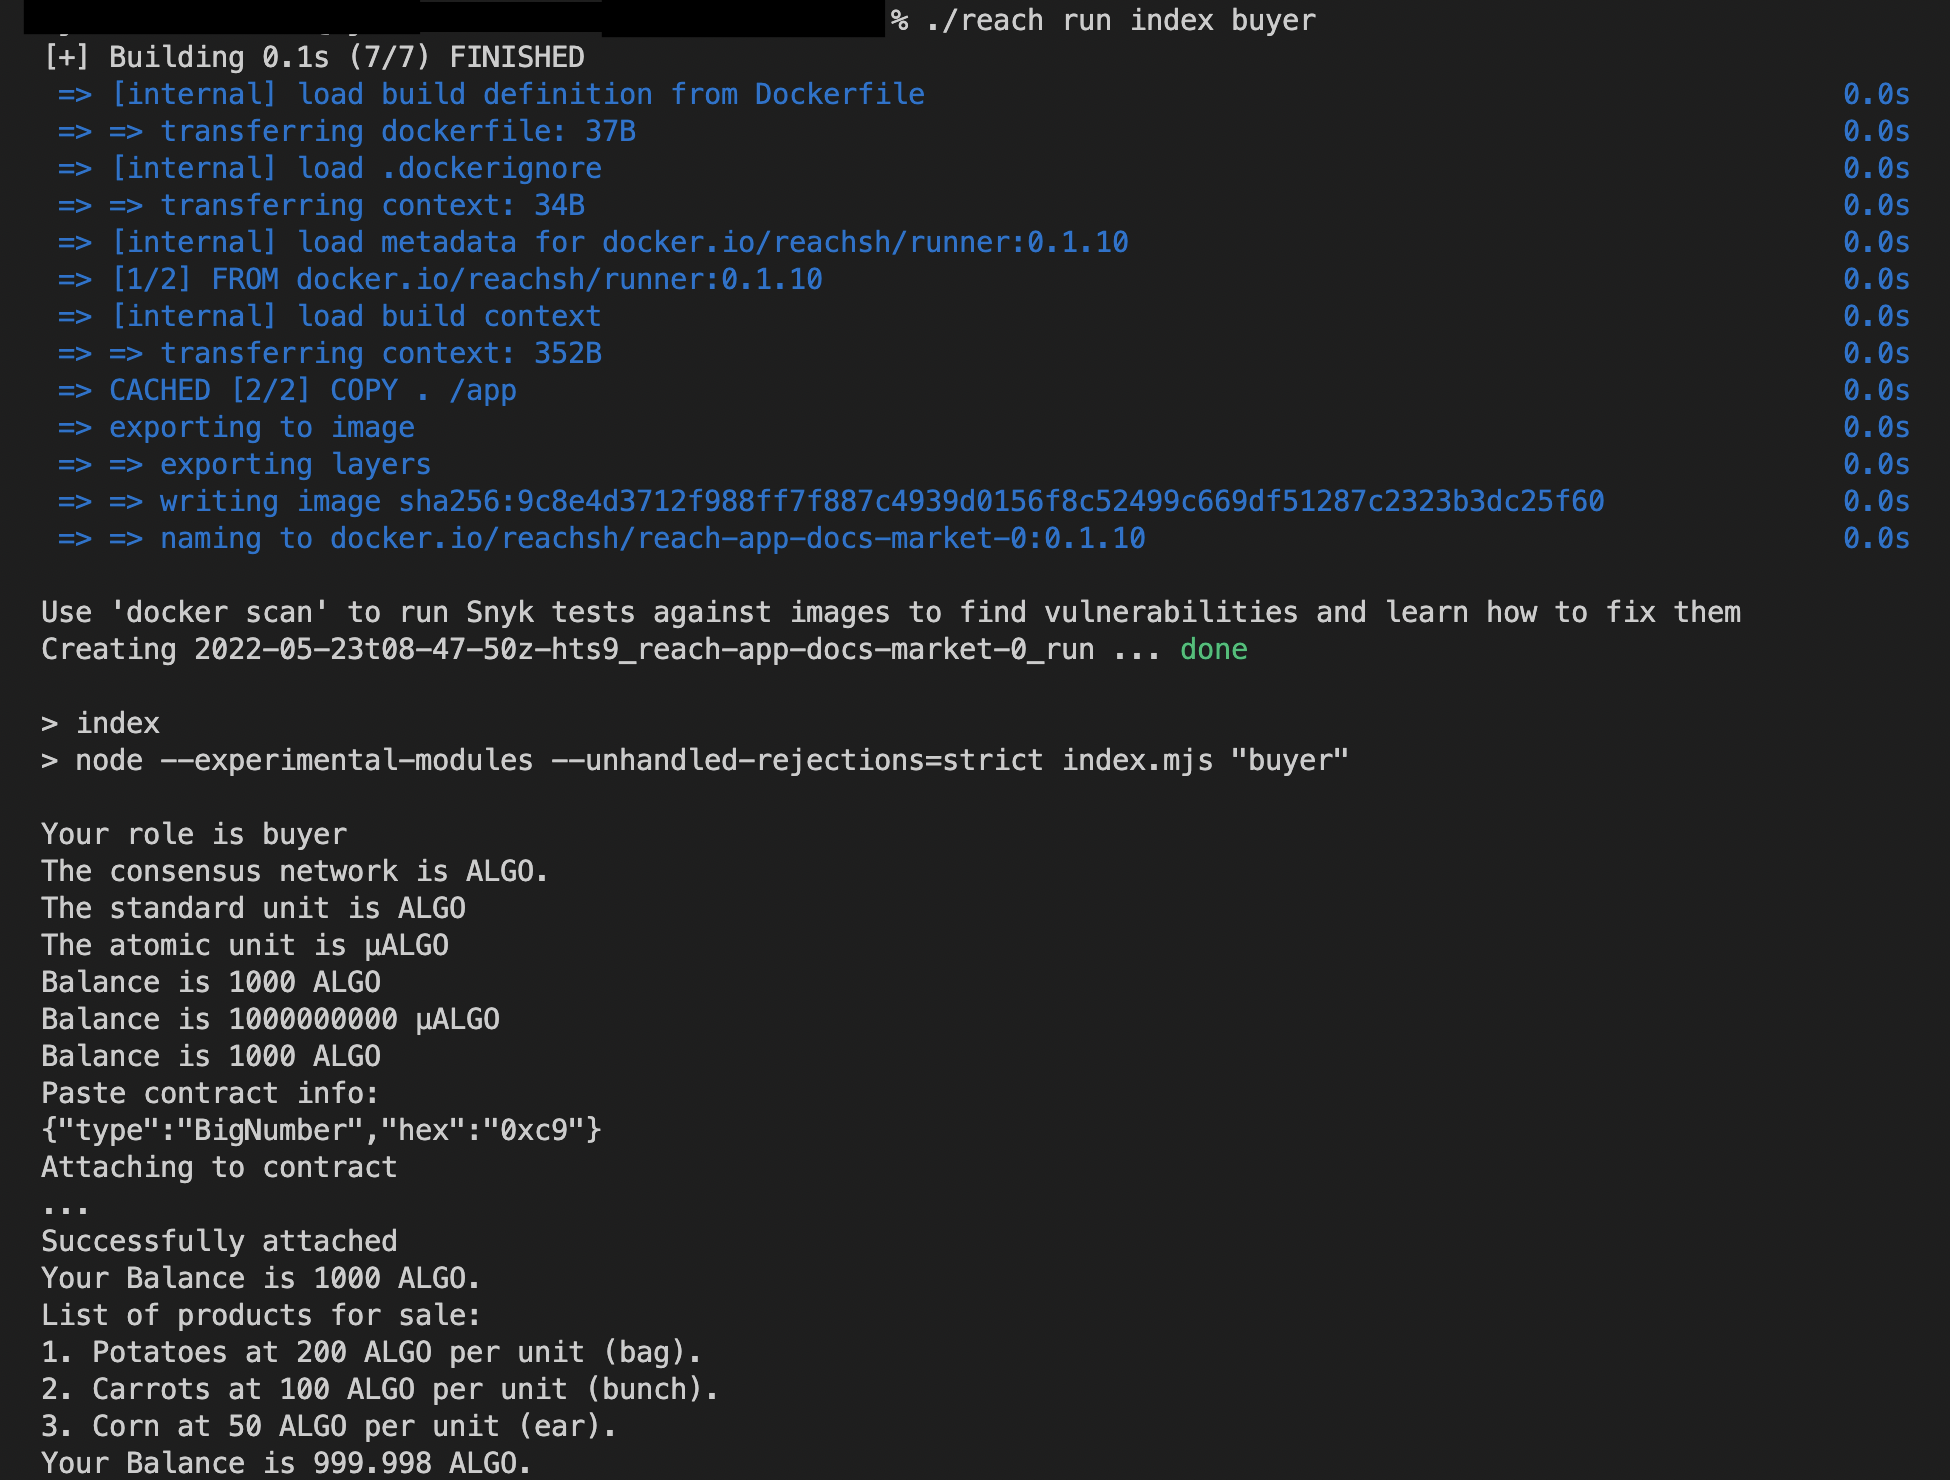 % ./reach run index buyer
[+] Building 0.1s (7/7) FINISHED
=> [internal] load build definition from Dockerfile 0.0s
=> => transferring dockerfile: 37B 0.0s
=> [internal] load .dockerignore 0.0s
=> => transferring context: 34B 0.0s
=> [internal] load metadata for docker.io/reachsh/runner:0.1.10 0.0s
=> [1/2] FROM docker.io/reachsh/runner:0.1.10 0.0s
=> [internal] load build context 0.0s
=> => transferring context: 352B 0.0s
=> CACHED [2/2] COPY . /app 0.0s
=> exporting to image 0.0s
=> => exporting layers 0.0s
=> => writing image sha256:9c8e4d3712f988ff7f887c4939d0156f8c52499c669df51287c2323b3dc25f60 0.0s
=> => naming to docker.io/reachsh/reach-app-docs-market-0:0.1.10 0.0s
Use 'docker scan' to run Snyk tests against images to find vulnerabilities and learn how to fix them
Creating 2022-05-23t08-47-50z-hts9_reach-app-docs-market-0_run ... done
> index
> node --experimental-modules --unhandled-rejections=strict index.mjs "buyer"
Your role is buyer
The consensus network is ALGO.
The standard unit is ALGO
The atomic unit is μALGO
Balance is 1000 ALGO
Balance is 1000000000 μALGO
Balance is 1000 ALGO
Paste contract info:
{"type":"BigNumber","hex":"0xc9"}
Attaching to contract
...
Successfully attached
Your Balance is 1000 ALGO.
List of products for sale:
1. Potatoes at 200 ALGO per unit (bag).
2. Carrots at 100 ALGO per unit (bunch).
3. Corn at 50 ALGO per unit (ear).
Your Balance is 999.998 ALGO.